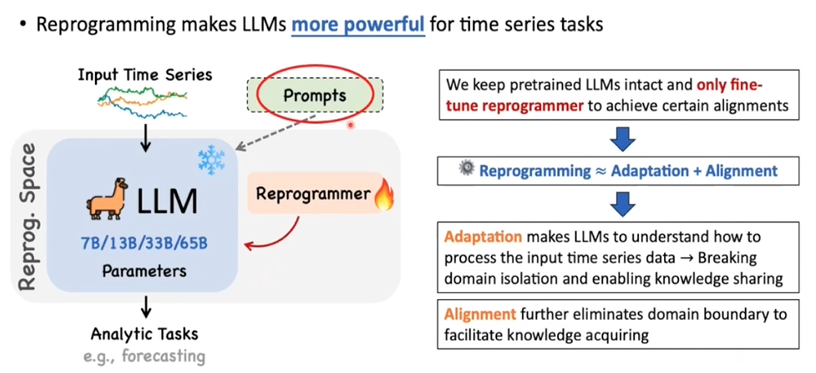 • Reprogramming makes LLMs more powerful for time series tasks
Input Time Series
Prompts
Reprog. Space
LLM
7B/13B/33B/65B
Parameters
Reprogrammer
Analytic Tasks
e.g., forecasting
We keep pretrained LLMs intact and only fine-
tune reprogrammer to achieve certain alignments
Reprogramming ≈ Adaptation + Alignment
Adaptation makes LLMs to understand how to
process the input time series data → Breaking
domain isolation and enabling knowledge sharing
Alignment further eliminates domain boundary to
facilitate knowledge acquiring